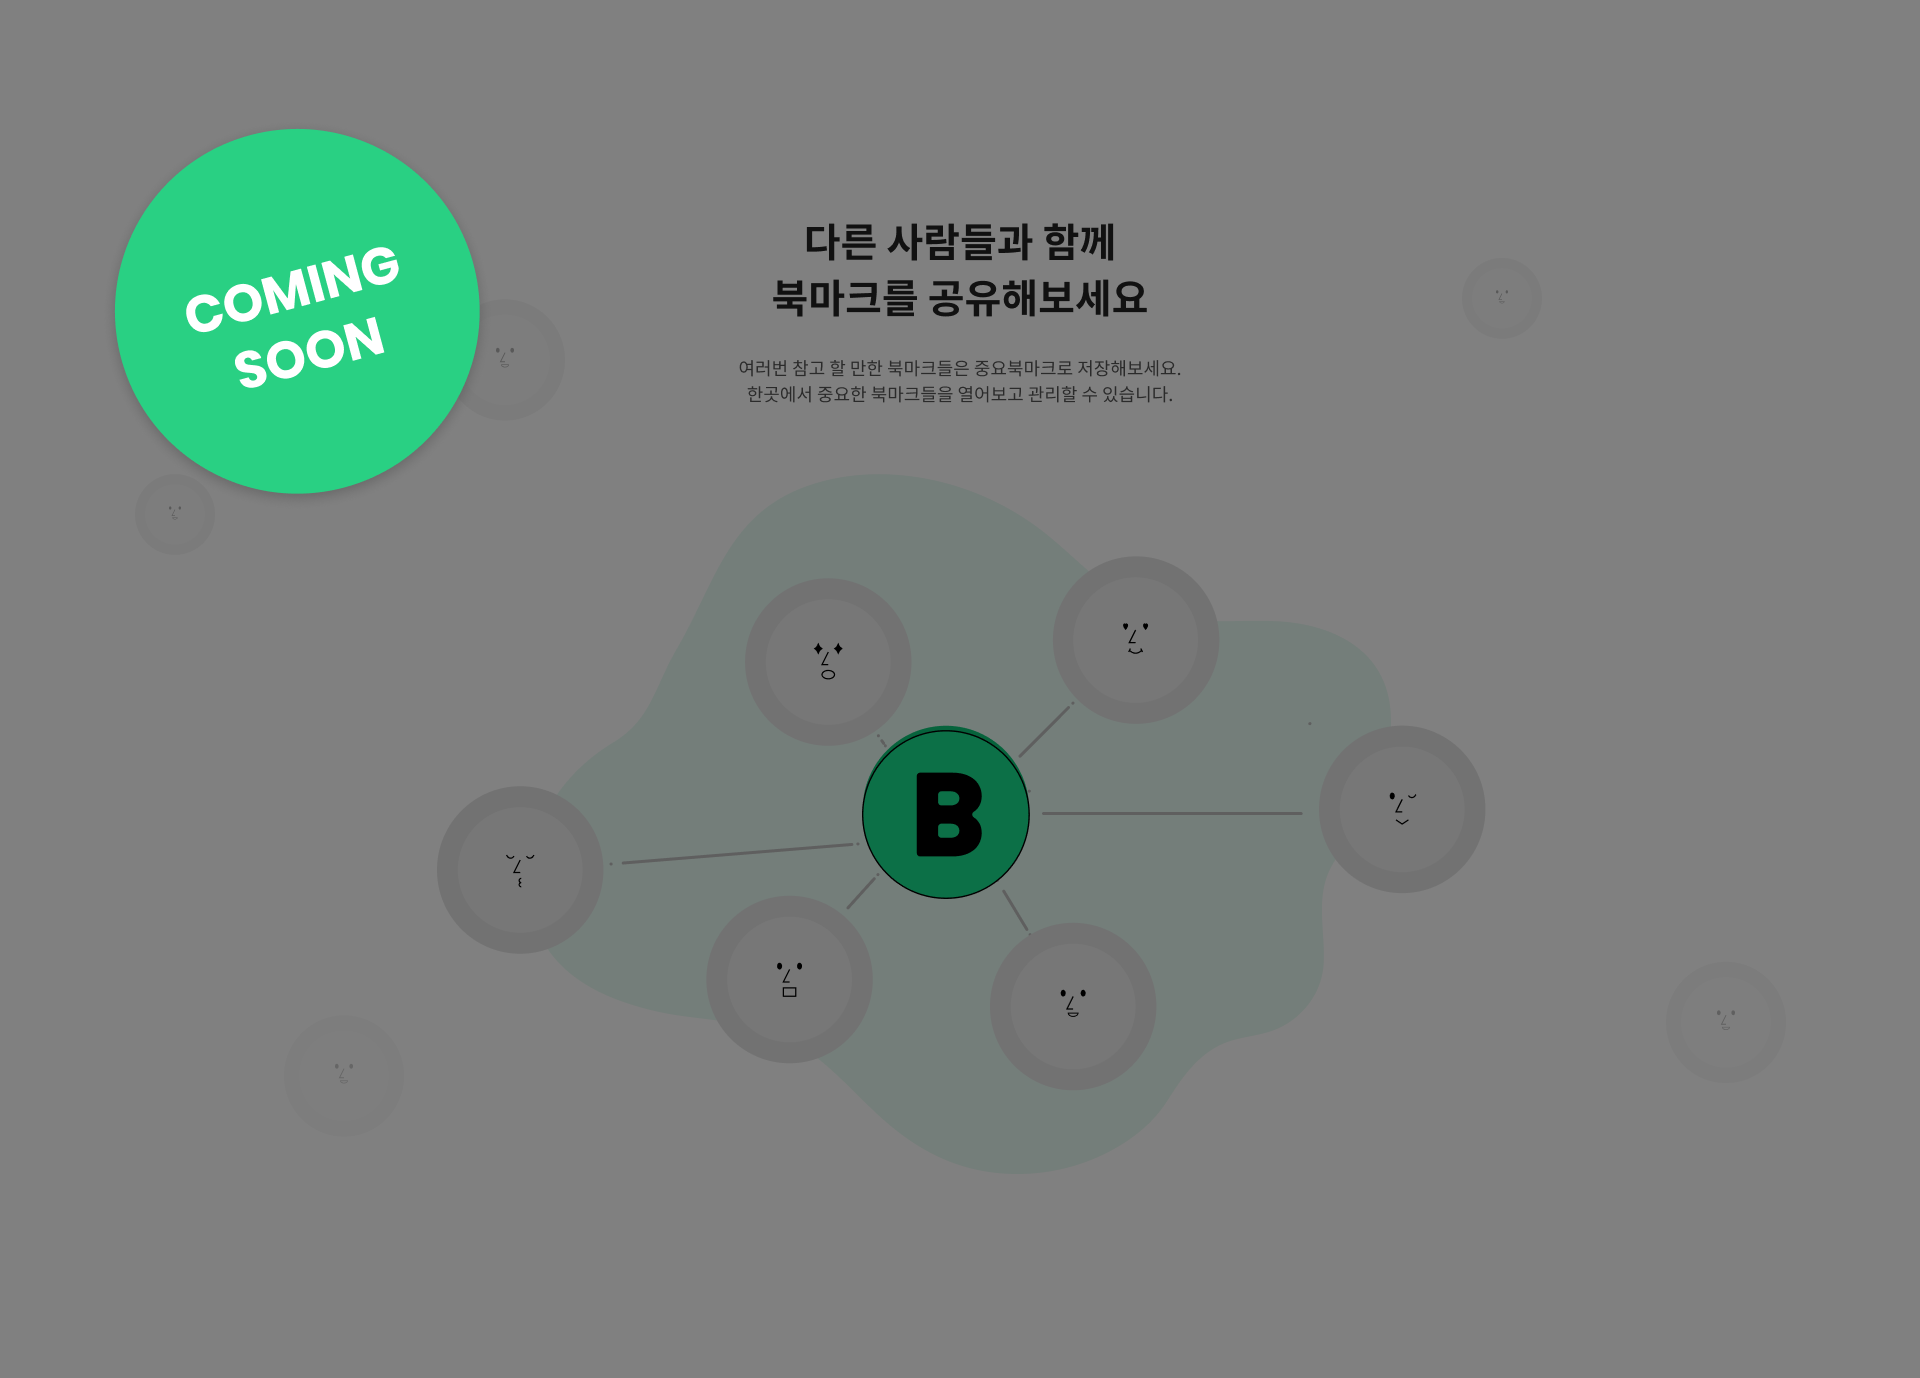 COMING
SOON
다른 사람들과 함께
북마크를 공유해보세요
여러번 참고 할 만한 북마크들은 중요북마크로 저장해보세요.
한곳에서 중요한 북마크들을 열어보고 관리할 수 있습니다.
B